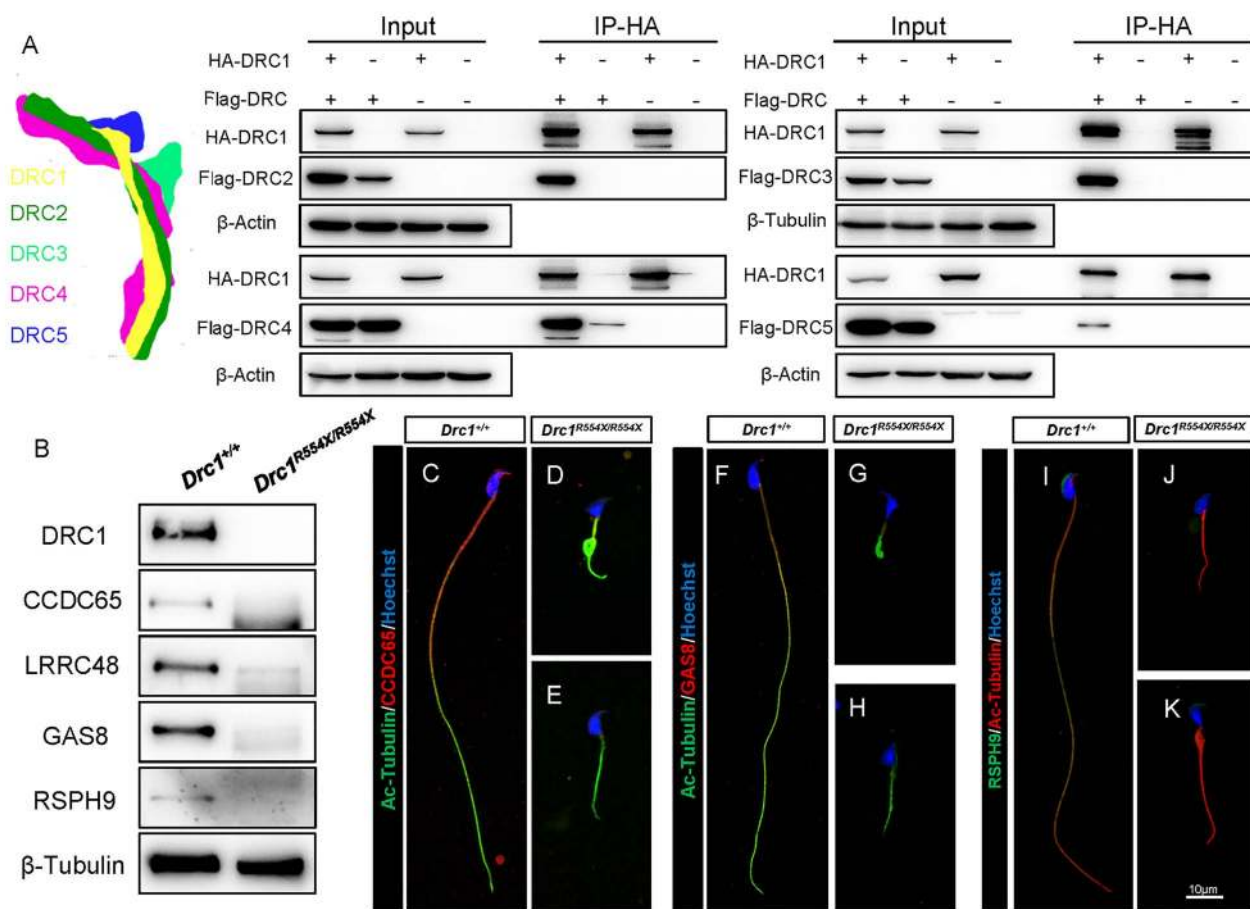 A
DRC1
DRC2
DRC3
DRC4
DRC5
Input IP-HA
HA-DRC1 + - + - + - + -
Flag-DRC + + - - + + - -
HA-DRC1
Flag-DRC2
β-Actin
HA-DRC1
Flag-DRC4
β-Actin
Input IP-HA
HA-DRC1 + - + - + - + -
Flag-DRC + + - - + + - -
HA-DRC1
Flag-DRC3
β-Tubulin
HA-DRC1
Flag-DRC5
β-Actin
B
Drc1+/+ Drc1R554X/R554X
DRC1
CCDC65
LRRC48
GAS8
RSPH9
β-Tubulin
Drc1+/+ Drc1R554X/R554X
Ac-Tubulin/CCDC65/Hoechst
C
D
E
Drc1+/+ Drc1R554X/R554X
Ac-Tubulin/GAS8/Hoechst
F
G
H
Drc1+/+ Drc1R554X/R554X
RSPH9/Ac-Tubulin/Hoechst
I
J
K
10μm